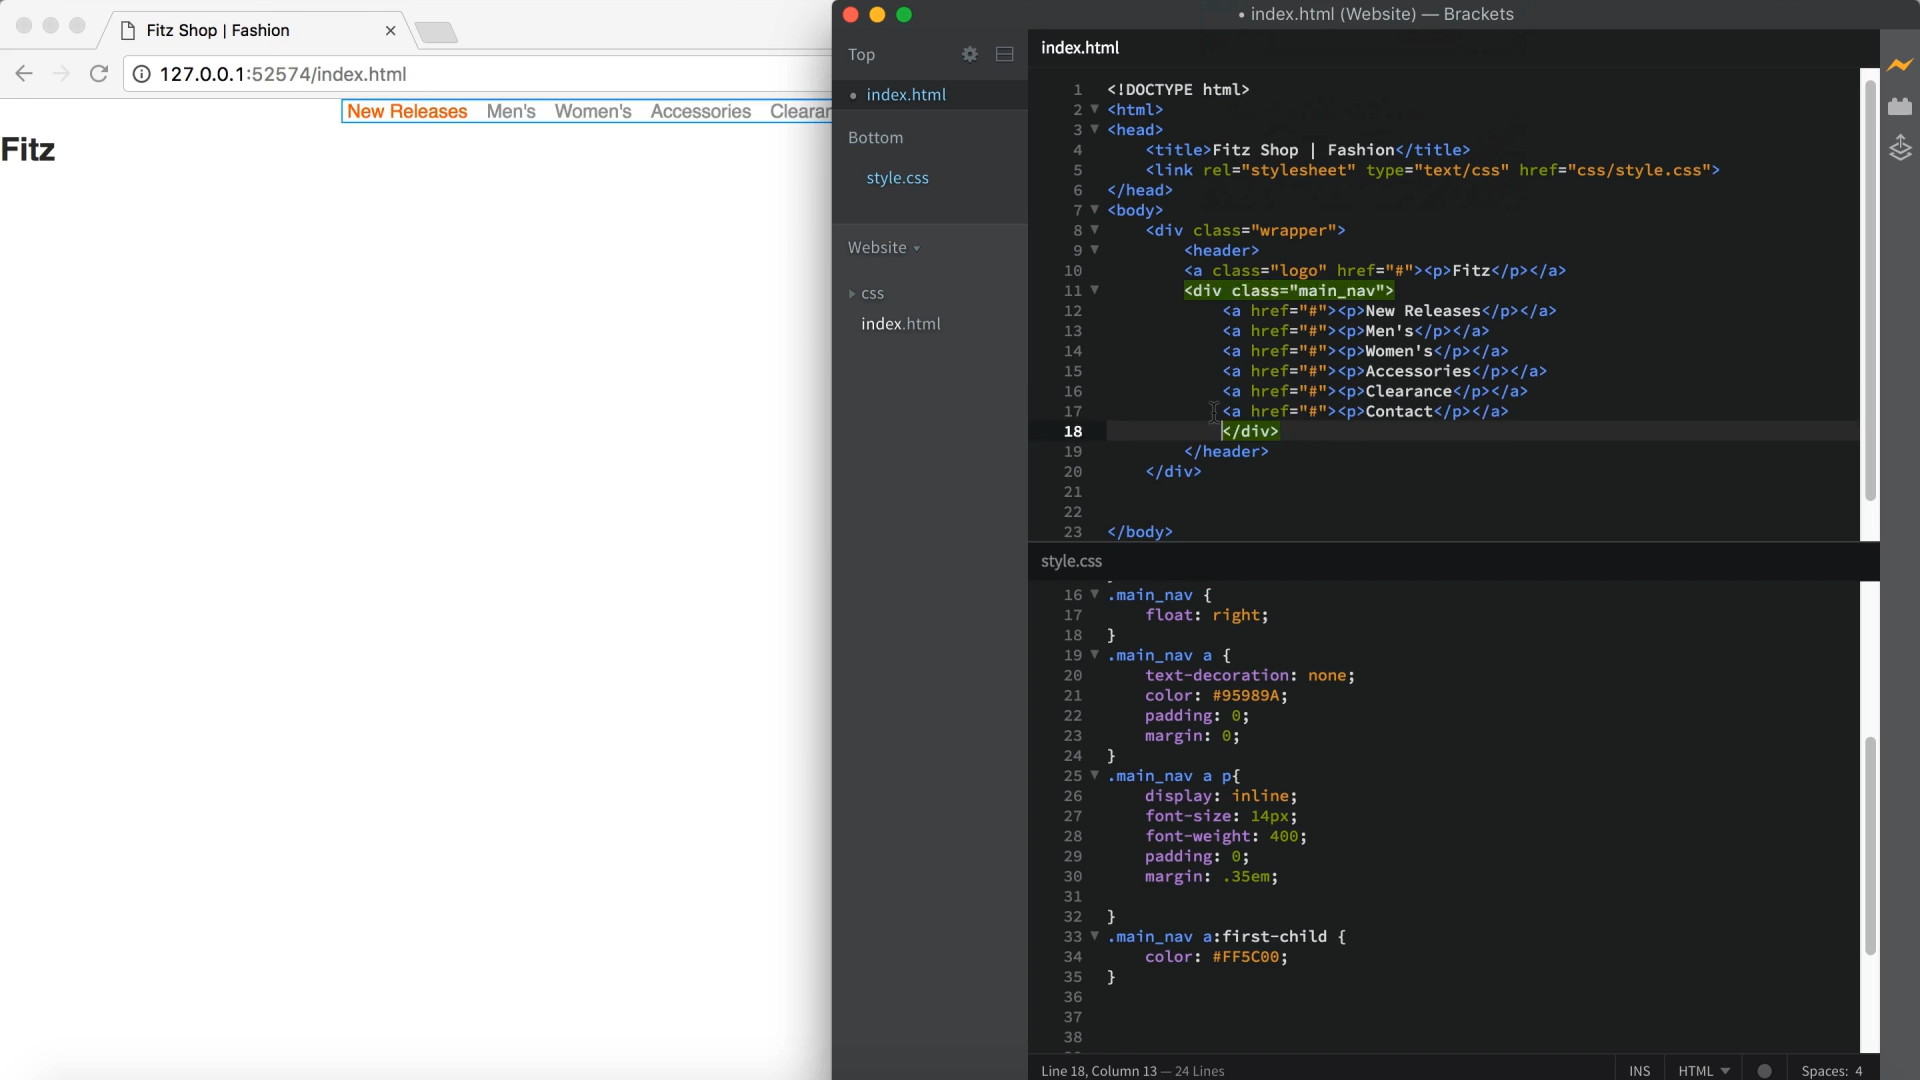 Fitz Shop | Fashion
127.0.0.1:52574/index.html
New Releases Men's Women's Accessories Clearan
Fitz
• index.html (Website) — Brackets
Top
• index.html
Bottom
style.css
Website
css
index.html
index.html
1 <!DOCTYPE html>
2 <html>
3 <head>
4 <title>Fitz Shop | Fashion</title>
5 <link rel="stylesheet" type="text/css" href="css/style.css">
6 </head>
7 <body>
8 <div class="wrapper">
9 <header>
10 <a class="logo" href="#"><p>Fitz</p></a>
11 <div class="main_nav">
12 <a href="#"><p>New Releases</p></a>
13 <a href="#"><p>Men's</p></a>
14 <a href="#"><p>Women's</p></a>
15 <a href="#"><p>Accessories</p></a>
16 <a href="#"><p>Clearance</p></a>
17 <a href="#"><p>Contact</p></a>
18 </div>
19 </header>
20 </div>
21
22
23 </body>
style.css
16 .main_nav {
17 float: right;
18 }
19 .main_nav a {
20 text-decoration: none;
21 color: #95989A;
22 padding: 0;
23 margin: 0;
24 }
25 .main_nav a p{
26 display: inline;
27 font-size: 14px;
28 font-weight: 400;
29 padding: 0;
30 margin: .35em;
31
32 }
33 .main_nav a:first-child {
34 color: #FF5C00;
35 }
36
37
38
Line 18, Column 13 — 24 Lines
INS HTML Spaces: 4